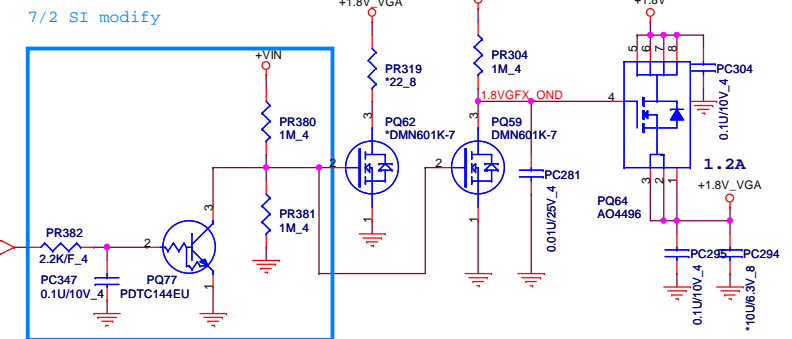 7/2 SI modify
+1.8V_VGA
+1.8V
+VIN
PR319
*22_8
PR304
1M_4
5
6
7
8
PC304
0.1U/10V_4
1.8VGFX_OND
4
PR380
1M_4
3
PQ62
*DMN601K-7
3
PQ59
DMN601K-7
2
2
1.2A
PC281
0.01U/25V_4
3
2
1
+1.8V_VGA
PQ64
AO4496
3
PR381
1M_4
1
1
PR382
2.2K/F_4
2
PC347
0.1U/10V_4
PQ77
PDTC144EU
1
PC295
0.1U/10V_4
PC294
*10U/6.3V_8